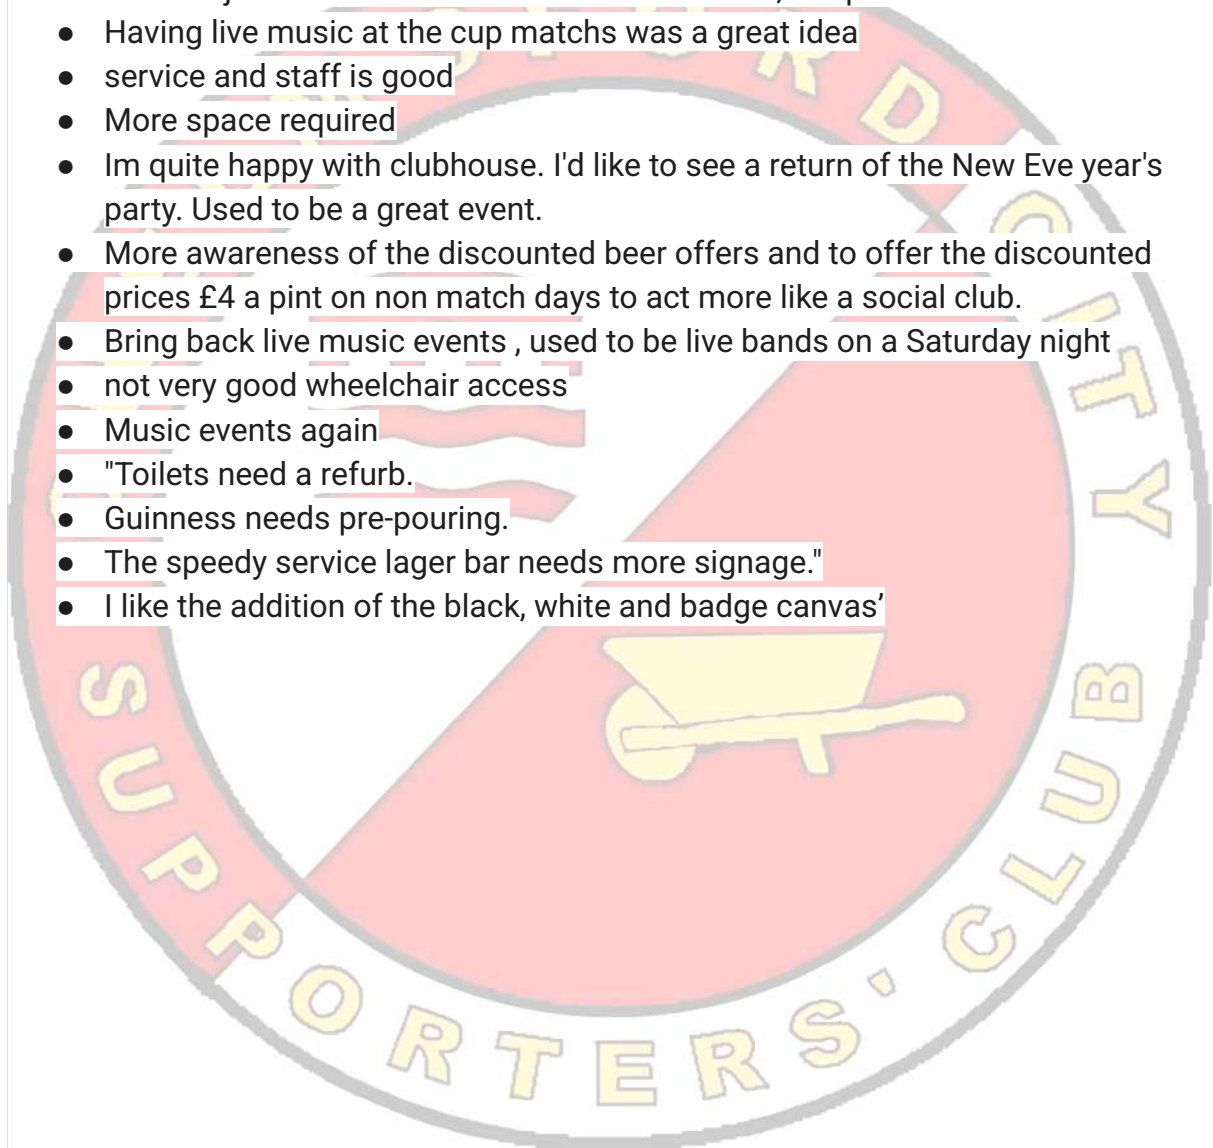 ● Having live music at the cup matchs was a great idea
● service and staff is good
● More space required
● Im quite happy with clubhouse. I'd like to see a return of the New Eve year's
party. Used to be a great event.
● More awareness of the discounted beer offers and to offer the discounted
prices £4 a pint on non match days to act more like a social club.
● Bring back live music events , used to be live bands on a Saturday night
● not very good wheelchair access
● Music events again
● "Toilets need a refurb.
● Guinness needs pre-pouring.
● The speedy service lager bar needs more signage."
● I like the addition of the black, white and badge canvas’
CITY
SUPPORTERS' CLUB